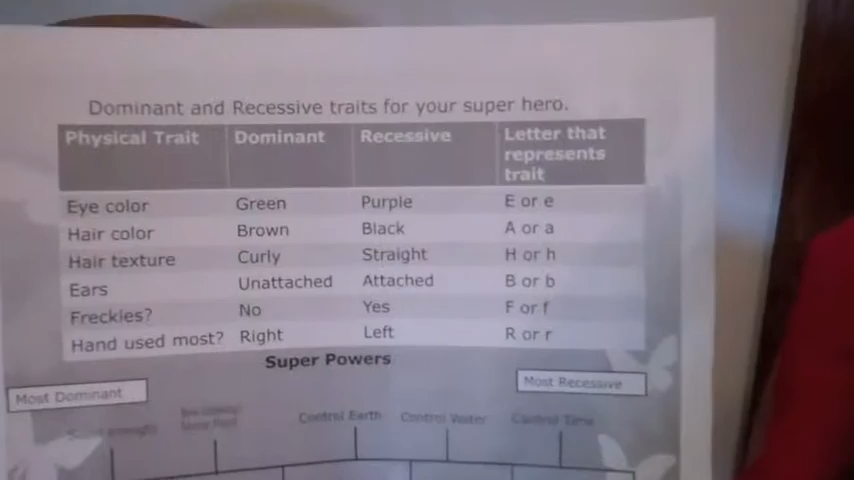 Dominant and Recessive traits for your super hero.
Physical Trait Dominant Recessive Letter that represents trait
Eye color Green Purple E or e
Hair color Brown Black A or a
Hair texture Curly Straight H or h
Ears Unattached Attached B or b
Freckles? No Yes F or f
Hand used most? Right Left R or r
Super Powers
Most Dominant Most Recessive
Control Earth Control Water Control Time